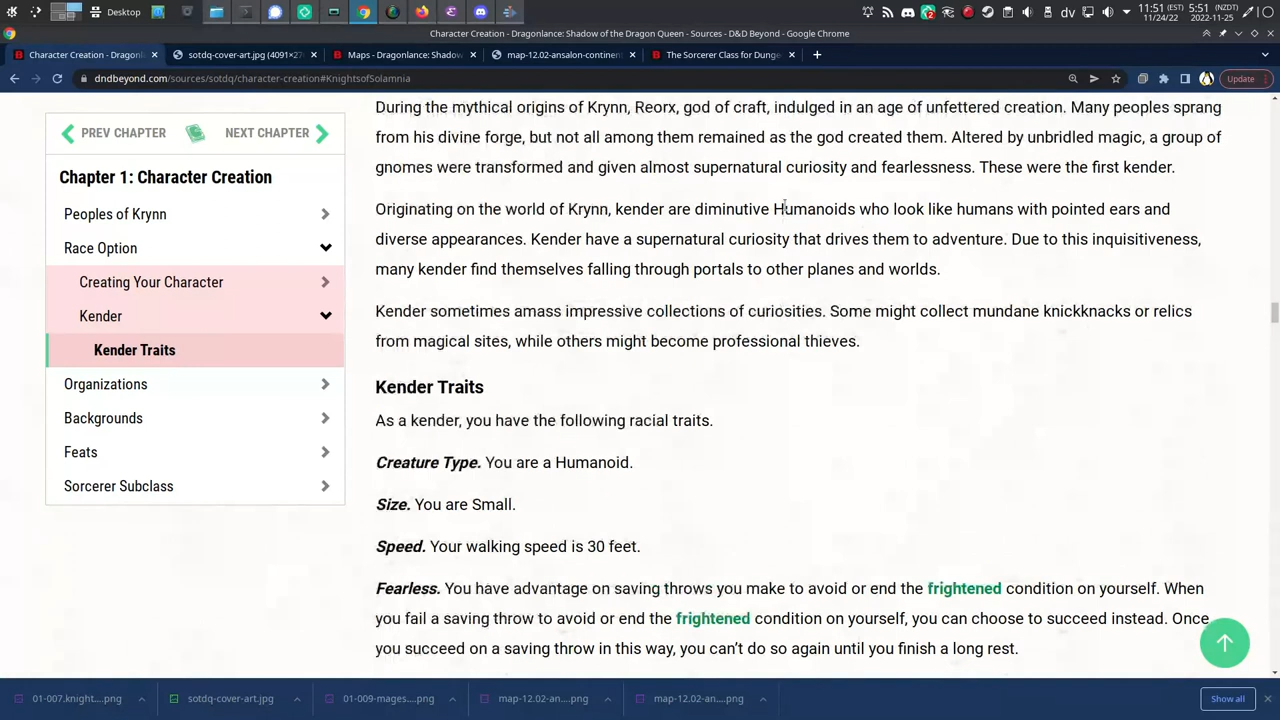 Desktop
11:51 (EST)
11/24/22
5:51 (NZDT)
2022-11-25
dv
Character Creation - Dragonlance: Shadow of the Dragon Queen - Sources - D&D Beyond - Google Chrome
Character Creation - Dragonl
sotdq-cover-art.jpg (4091×27
Maps - Dragonlance: Shadow
map-12.02-ansalon-continen
The Sorcerer Class for Dunge
dndbeyond.com/sources/sotdq/character-creation#KnightsofSolamnia
Update
PREV CHAPTER
NEXT CHAPTER
Chapter 1: Character Creation
Peoples of Krynn
Race Option
Creating Your Character
Kender
Kender Traits
Organizations
Backgrounds
Feats
Sorcerer Subclass
During the mythical origins of Krynn, Reorx, god of craft, indulged in an age of unfettered creation. Many peoples sprang
from his divine forge, but not all among them remained as the god created them. Altered by unbridled magic, a group of
gnomes were transformed and given almost supernatural curiosity and fearlessness. These were the first kender.
Originating on the world of Krynn, kender are diminutive Humanoids who look like humans with pointed ears and
diverse appearances. Kender have a supernatural curiosity that drives them to adventure. Due to this inquisitiveness,
many kender find themselves falling through portals to other planes and worlds.
Kender sometimes amass impressive collections of curiosities. Some might collect mundane knickknacks or relics
from magical sites, while others might become professional thieves.
Kender Traits
As a kender, you have the following racial traits.
Creature Type. You are a Humanoid.
Size. You are Small.
Speed. Your walking speed is 30 feet.
Fearless. You have advantage on saving throws you make to avoid or end the frightened condition on yourself. When
you fail a saving throw to avoid or end the frightened condition on yourself, you can choose to succeed instead. Once
you succeed on a saving throw in this way, you can't do so again until you finish a long rest.
01-007.knight....png
sotdq-cover-art.jpg
01-009-mages....png
map-12.02-an....png
map-12.02-an....png
Show all